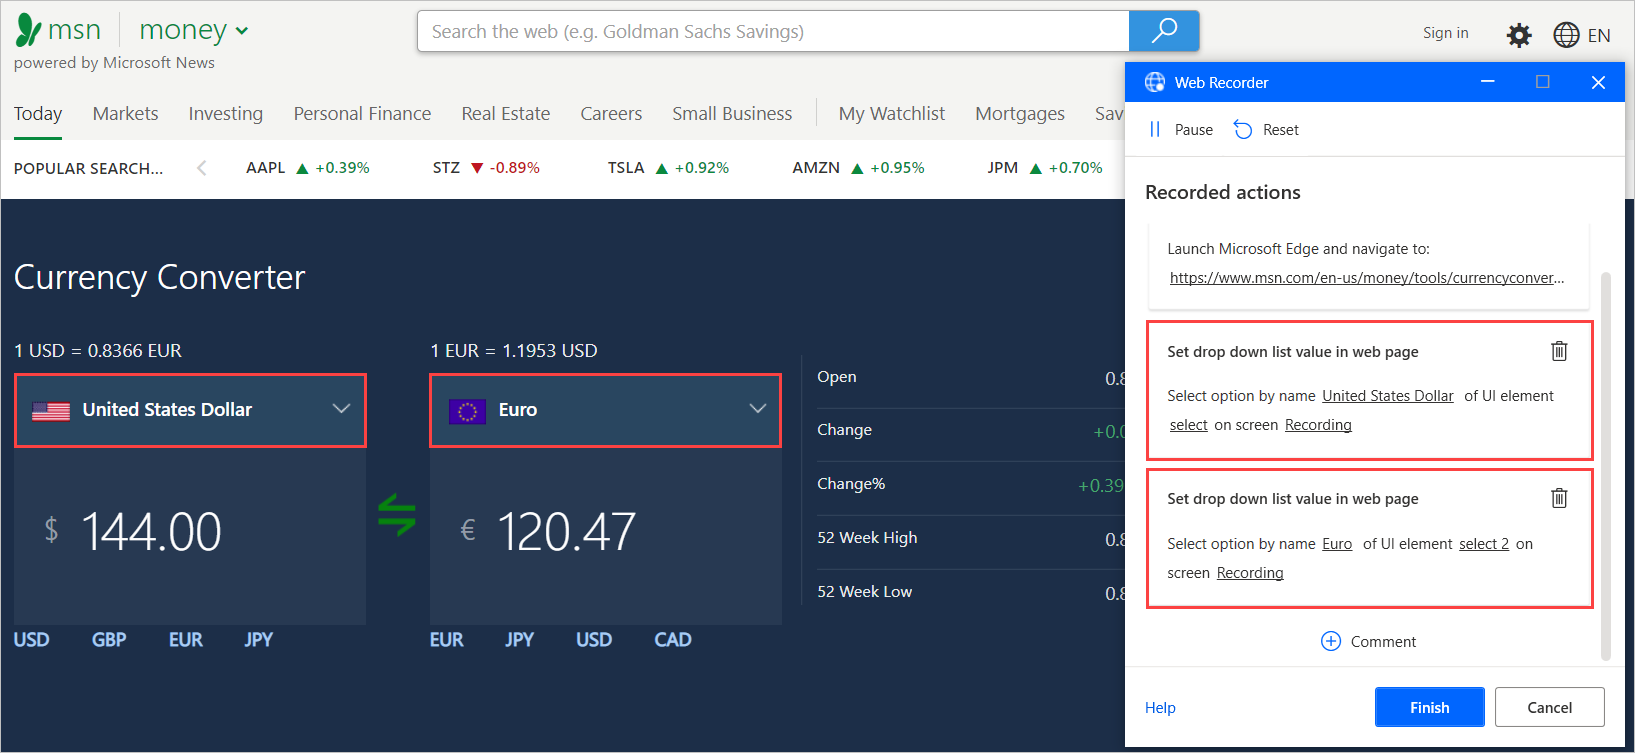 msn money
powered by Microsoft News
Search the web (e.g. Goldman Sachs Savings)
Sign in
EN
Today Markets Investing Personal Finance Real Estate Careers Small Business My Watchlist Mortgages Sav
POPULAR SEARCH... AAPL ▲ +0.39% STZ ▼ -0.89% TSLA ▲ +0.92% AMZN ▲ +0.95% JPM ▲ +0.70%
Currency Converter
1 USD = 0.8366 EUR
United States Dollar
$ 144.00
USD GBP EUR JPY
1 EUR = 1.1953 USD
Euro
€ 120.47
EUR JPY USD CAD
Open 0.8
Change +0.0
Change% +0.39
52 Week High 0.8
52 Week Low 0.8
Web Recorder
Pause Reset
Recorded actions
Launch Microsoft Edge and navigate to:
https://www.msn.com/en-us/money/tools/currencyconver...
Set drop down list value in web page
Select option by name United States Dollar of UI element
select on screen Recording
Set drop down list value in web page
Select option by name Euro of UI element select 2 on
screen Recording
Comment
Help Finish Cancel